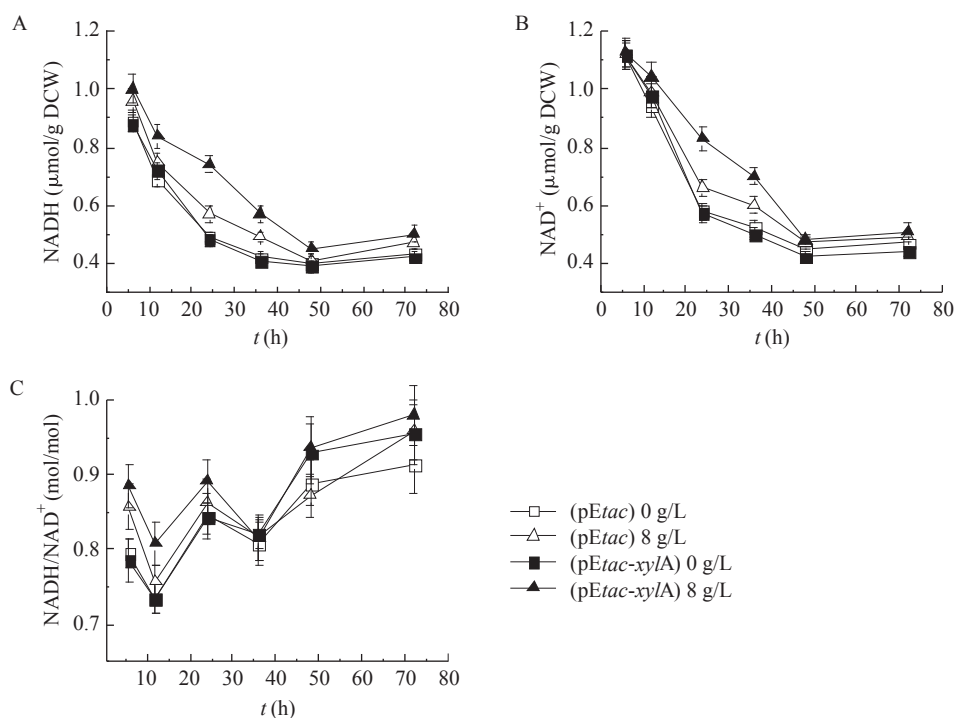 A
1.2
1.0
0.8
0.6
0.4
NADH (μmol/g DCW)
0 10 20 30 40 50 60 70 80
t (h)
B
1.2
1.0
0.8
0.6
0.4
NAD⁺ (μmol/g DCW)
0 10 20 30 40 50 60 70 80
t (h)
C
1.0
0.9
0.8
0.7
NADH/NAD⁺ (mol/mol)
10 20 30 40 50 60 70 80
t (h)
(pEtac) 0 g/L
(pEtac) 8 g/L
(pEtac-xylA) 0 g/L
(pEtac-xylA) 8 g/L